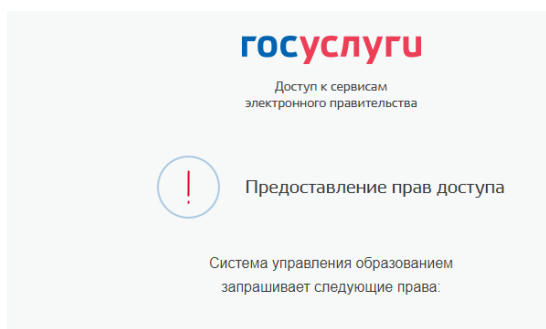 госуслуги
Доступ к сервисам
электронного правительства
Предоставление прав доступа
Система управления образованием
запрашивает следующие права: